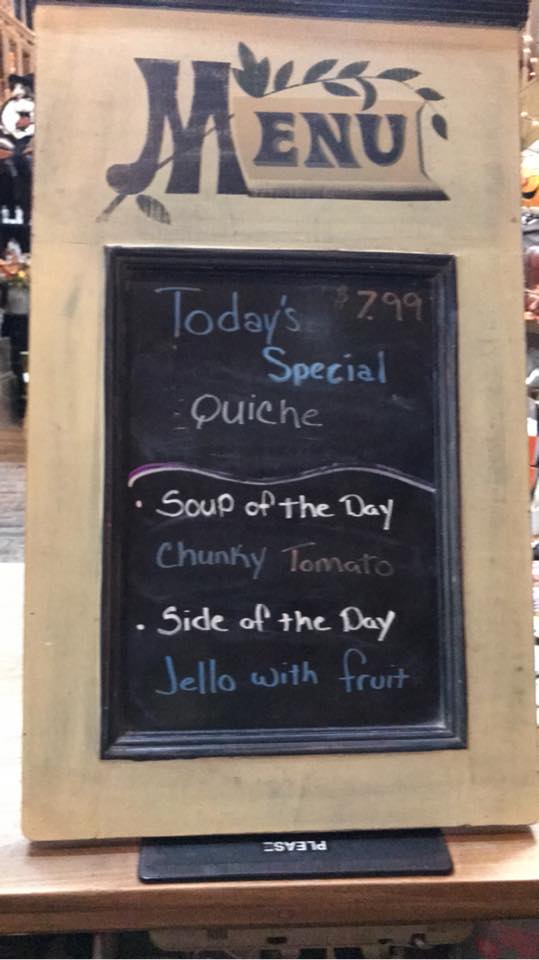 MENU
Today's $7.99
Special
Quiche
• Soup of the Day
Chunky Tomato
• Side of the Day
Jello with fruit
PLEASE